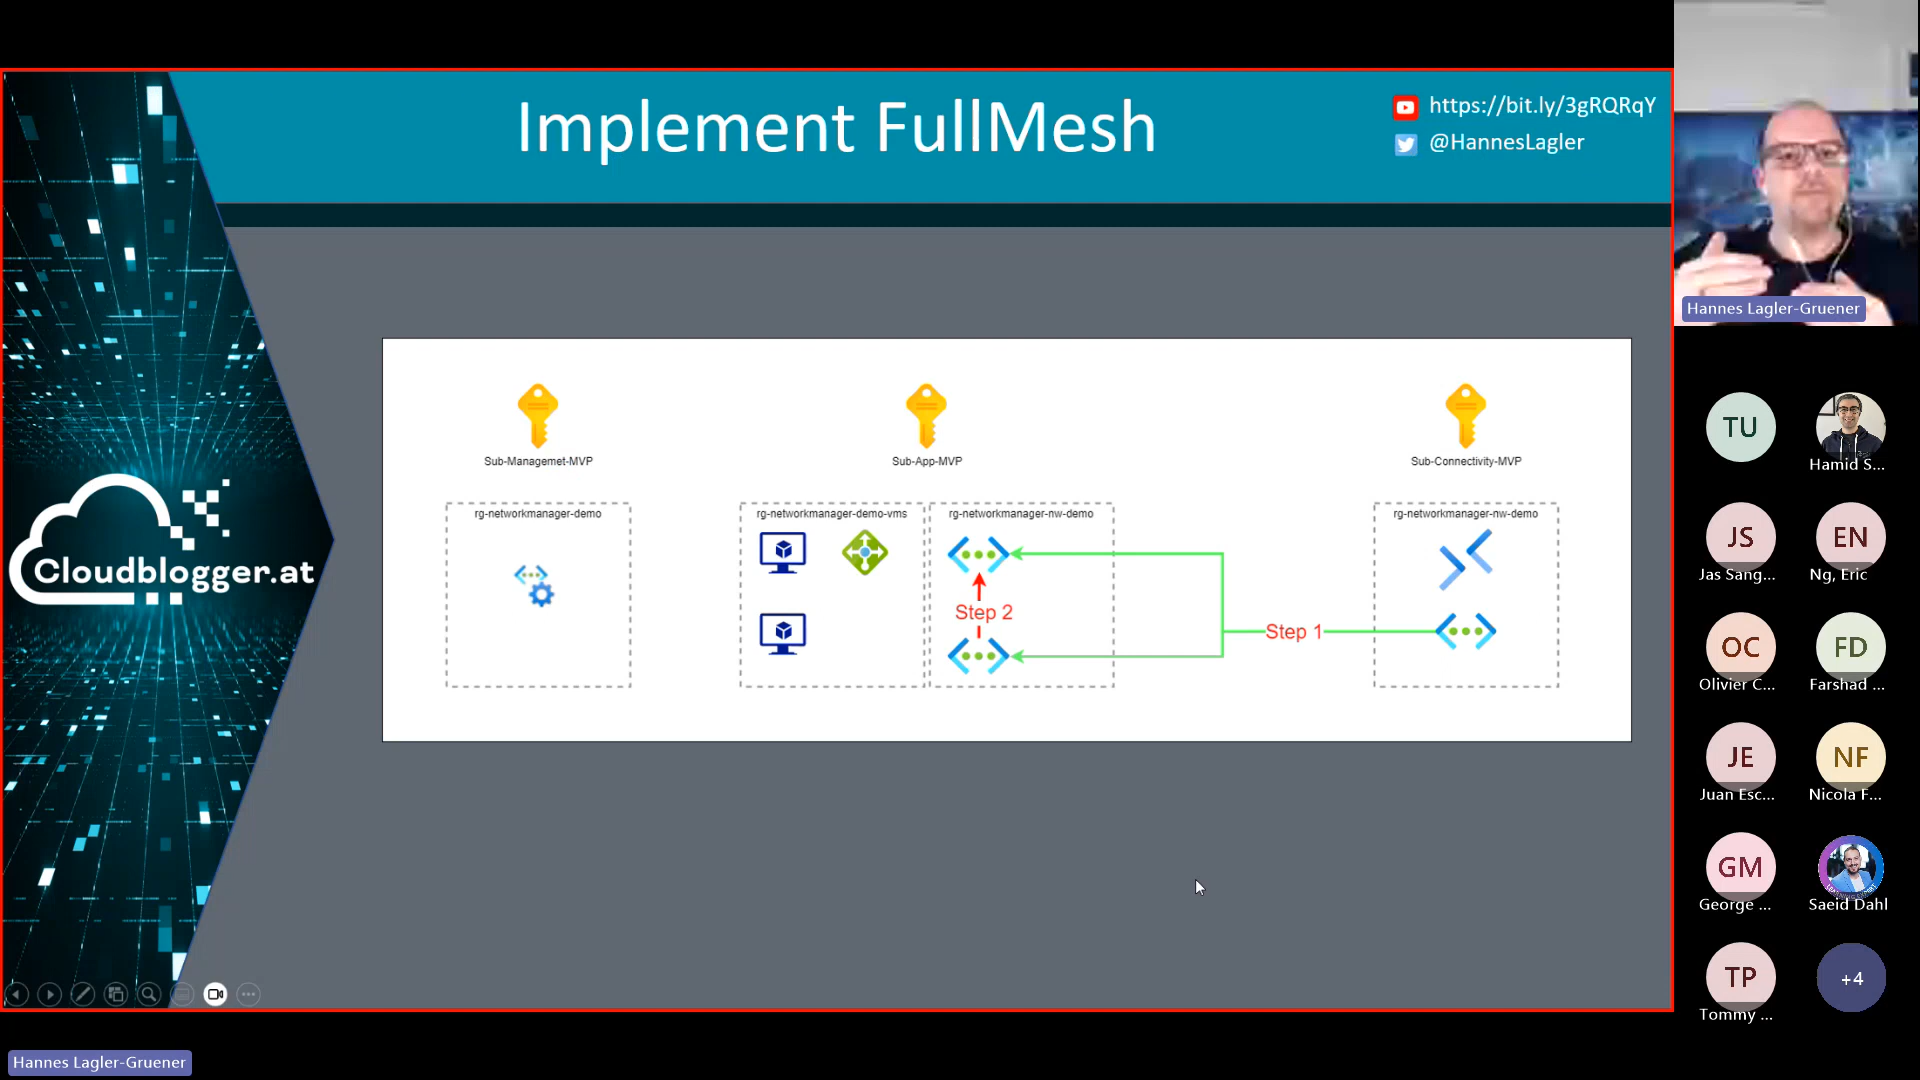 Implement FullMesh
https://bit.ly/3gRQRqY
@HannesLagler
Hannes Lagler-Gruener
Cloudblogger.at
Sub-Managemet-MVP
Sub-App-MVP
Sub-Connectivity-MVP
rg-networkmanager-demo
rg-networkmanager-demo-vms
rg-networkmanager-nw-demo
rg-networkmanager-nw-demo
Step 2
Step 1
TU
Hamid S...
JS
EN
Jas Sang...
Ng, Eric
OC
FD
Olivier C...
Farshad ...
JE
NF
Juan Esc...
Nicola F...
GM
George ...
Saeid Dahl
TP
+4
Tommy ...
Hannes Lagler-Gruener